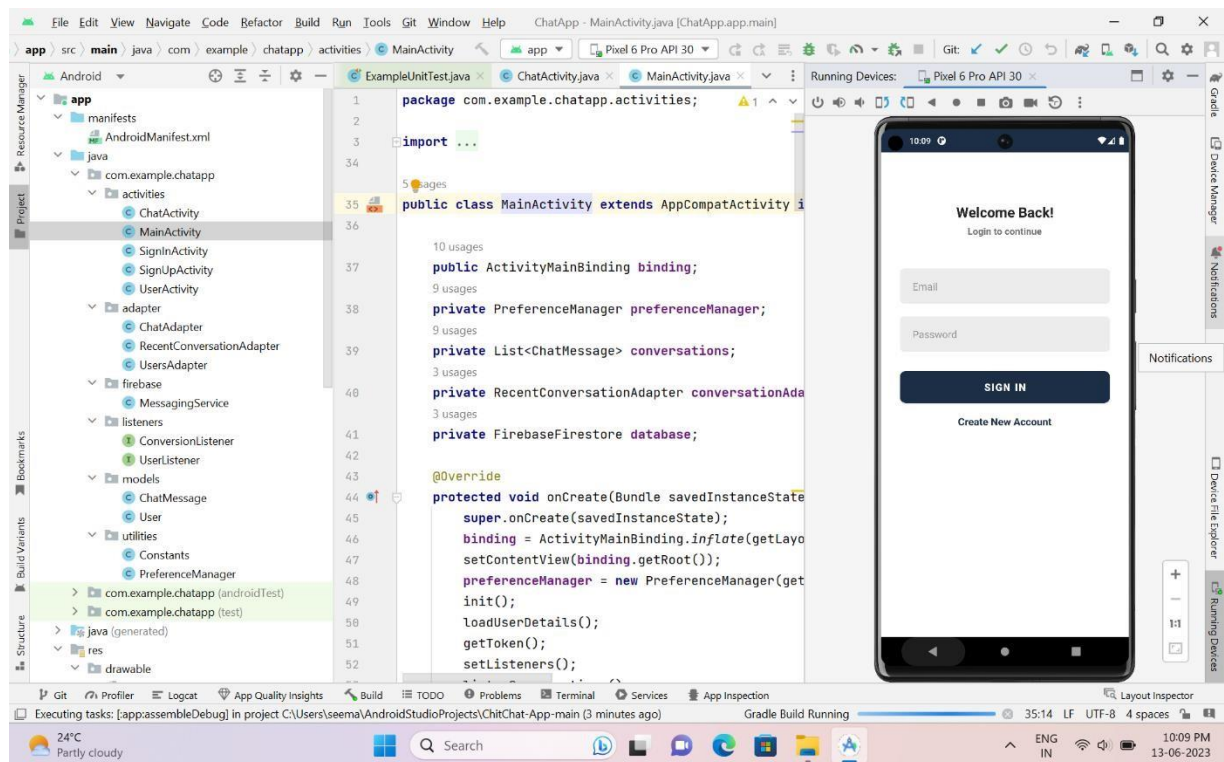 File Edit View Navigate Code Refactor Build Run Tools Git Window Help ChatApp - MainActivity.java [ChatApp.app.main]
app src main java com example chatapp activities MainActivity app Pixel 6 Pro API 30 Git:
Android
ExampleUnitTest.java ChatActivity.java MainActivity.java
Running Devices: Pixel 6 Pro API 30
Resource Manager
Project
Bookmarks
Build Variants
Structure
app
manifests
AndroidManifest.xml
java
com.example.chatapp
activities
ChatActivity
MainActivity
SignInActivity
SignUpActivity
UserActivity
adapter
ChatAdapter
RecentConversationAdapter
UsersAdapter
firebase
MessagingService
listeners
ConversionListener
UserListener
models
ChatMessage
User
utilities
Constants
PreferenceManager
com.example.chatapp (androidTest)
com.example.chatapp (test)
java (generated)
res
drawable
1 package com.example.chatapp.activities; 1
2
3 import ...
34
5 usages
35 public class MainActivity extends AppCompatActivity i
36
10 usages
37 public ActivityMainBinding binding;
9 usages
38 private PreferenceManager preferenceManager;
9 usages
39 private List<ChatMessage> conversations;
3 usages
40 private RecentConversationAdapter conversationAda
3 usages
41 private FirebaseFirestore database;
42
43 @Override
44 protected void onCreate(Bundle savedInstanceState
45 super.onCreate(savedInstanceState);
46 binding = ActivityMainBinding.inflate(getLayo
47 setContentView(binding.getRoot());
48 preferenceManager = new PreferenceManager(get
49 init();
50 loadUserDetails();
51 getToken();
52 setListeners();
10:09
Welcome Back!
Login to continue
Email
Password
SIGN IN
Create New Account
1:1
Gradle
Device Manager
Notifications
Notifications
Device File Explorer
Running Devices
Git Profiler Logcat App Quality Insights Build TODO Problems Terminal Services App Inspection Layout Inspector
Executing tasks: [:app:assembleDebug] in project C:\Users\seema\AndroidStudioProjects\ChitChat-App-main (3 minutes ago) Gradle Build Running 35:14 LF UTF-8 4 spaces
24°C
Partly cloudy
Search
ENG
IN
10:09 PM
13-06-2023